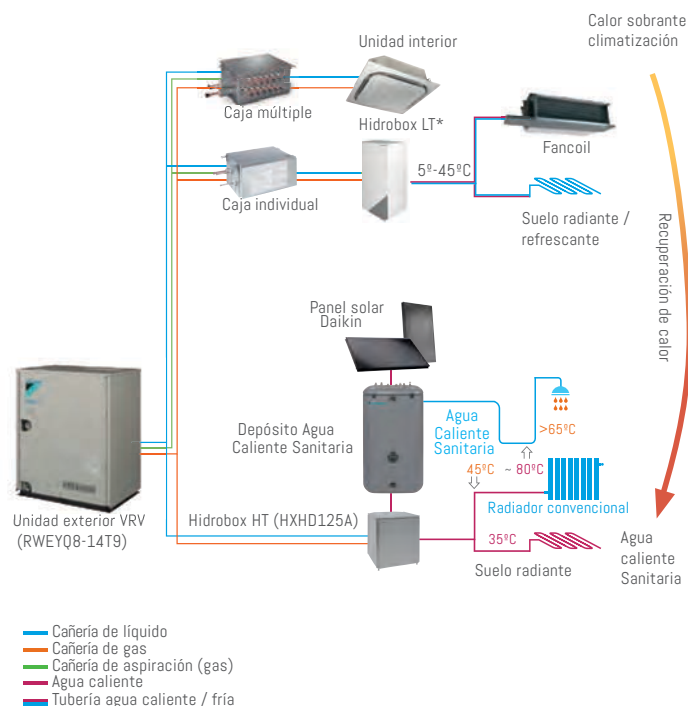 Calor sobrante
climatización
Unidad interior
Caja múltiple
Hidrobox LT*
Fancoil
5º-45ºC
Caja individual
Suelo radiante /
refrescante
Recuperación de calor
Panel solar
Daikin
Depósito Agua
Caliente Sanitaria
Agua
Caliente
Sanitaria
>65ºC
45ºC
~ 80ºC
Radiador convencional
Unidad exterior VRV
(RWEYQ8-14T9)
Hidrobox HT (HXHD125A)
35ºC
Suelo radiante
Agua
caliente
Sanitaria
Cañería de líquido
Cañería de gas
Cañería de aspiración (gas)
Agua caliente
Tubería agua caliente / fría